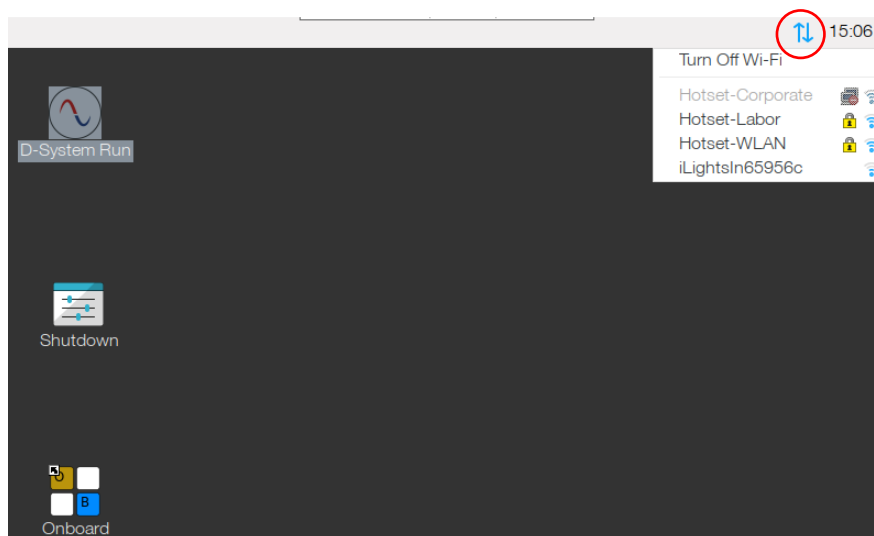 15:06
Turn Off Wi-Fi
Hotset-Corporate
Hotset-Labor
Hotset-WLAN
iLightsIn65956c
D-System Run
Shutdown
B
Onboard